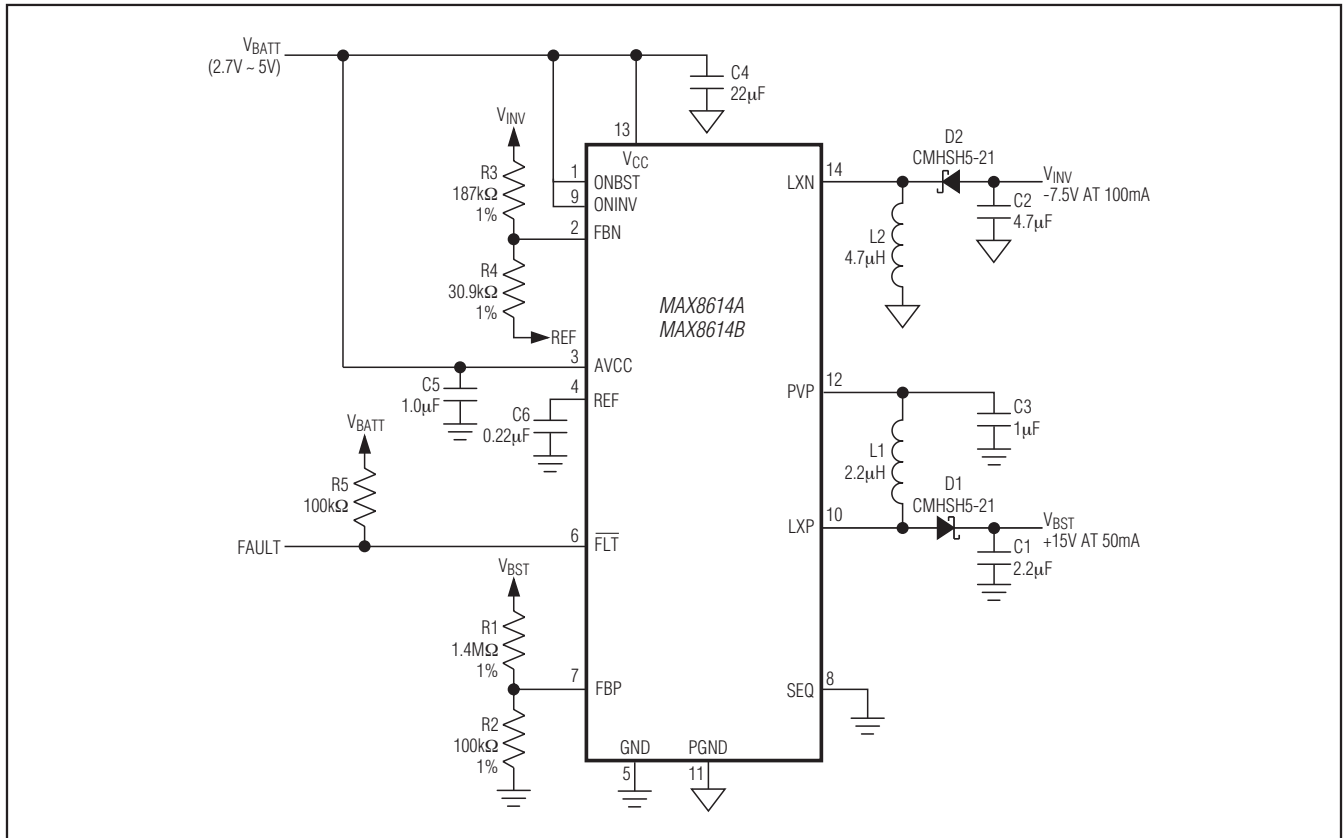 VBATT
(2.7V ~ 5V)
C4
22µF
VINV
R3
187kΩ
1%
R4
30.9kΩ
1%
REF
13
VCC
1
ONBST
9
ONINV
2
FBN
3
AVCC
4
REF
C5
1.0µF
C6
0.22µF
VBATT
R5
100kΩ
FAULT
6
FLT
VBST
R1
1.4MΩ
1%
7
FBP
R2
100kΩ
1%
GND
5
PGND
11
MAX8614A
MAX8614B
LXN
14
D2
CMHSH5-21
VINV
-7.5V AT 100mA
C2
4.7µF
L2
4.7µH
PVP
12
C3
1µF
L1
2.2µH
D1
CMHSH5-21
LXP
10
VBST
+15V AT 50mA
C1
2.2µF
SEQ
8